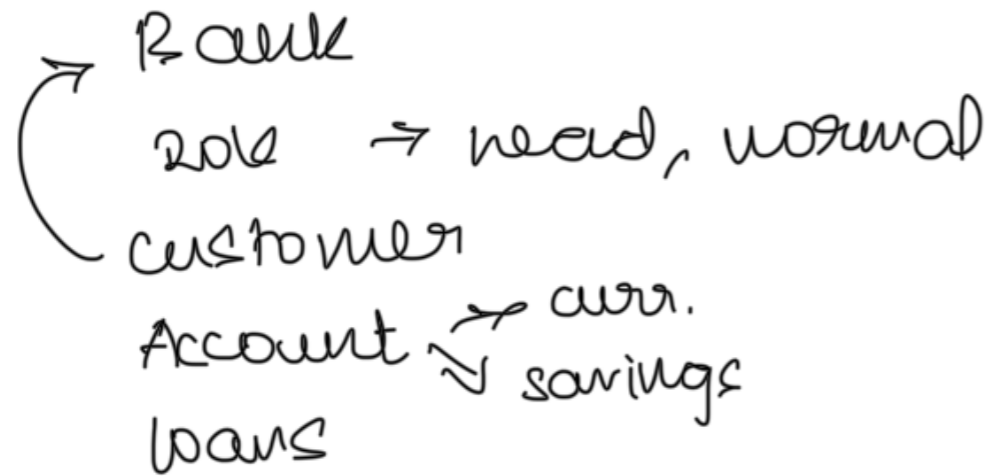 Bank
Role → head, normal
customer
Account → curr.
→ savings
loans